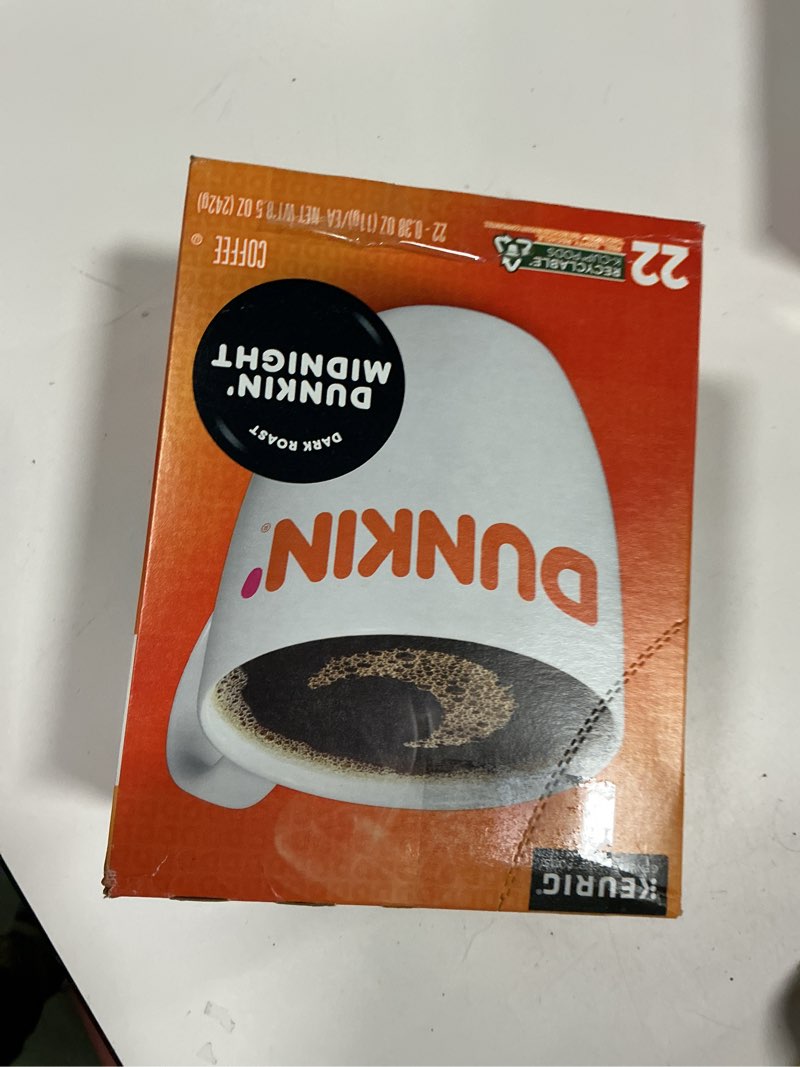 KEURIG®
DUNKIN'®
DARK ROAST
DUNKIN'
MIDNIGHT
22
RECYCLABLE*
K-CUP® PODS
COFFEE
22 - 0.38 OZ (11g)/EA NET WT 8.5 OZ (242g)